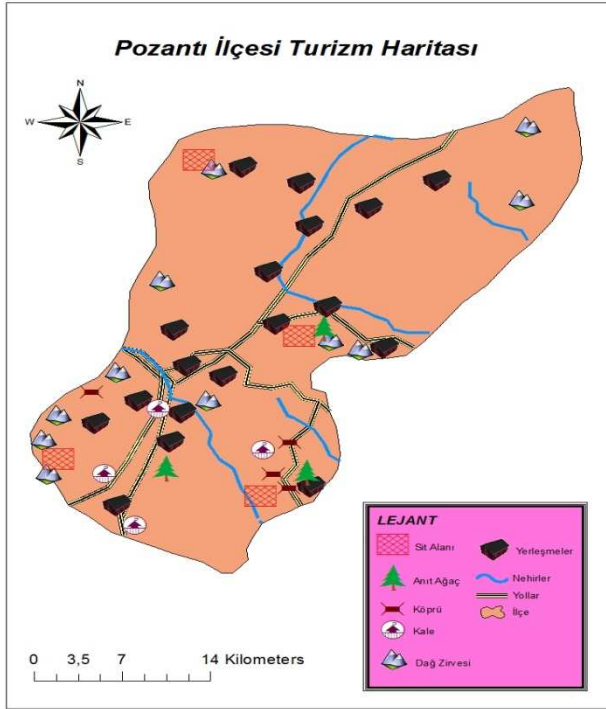 Pozantı İlçesi Turizm Haritası
N
W E
S
LEJANT
Sit Alanı
Yerleşmeler
Anıt Ağaç
Nehirler
Köprü
Yollar
Kale
İlçe
Dağ Zirvesi
0 3,5 7 14 Kilometers